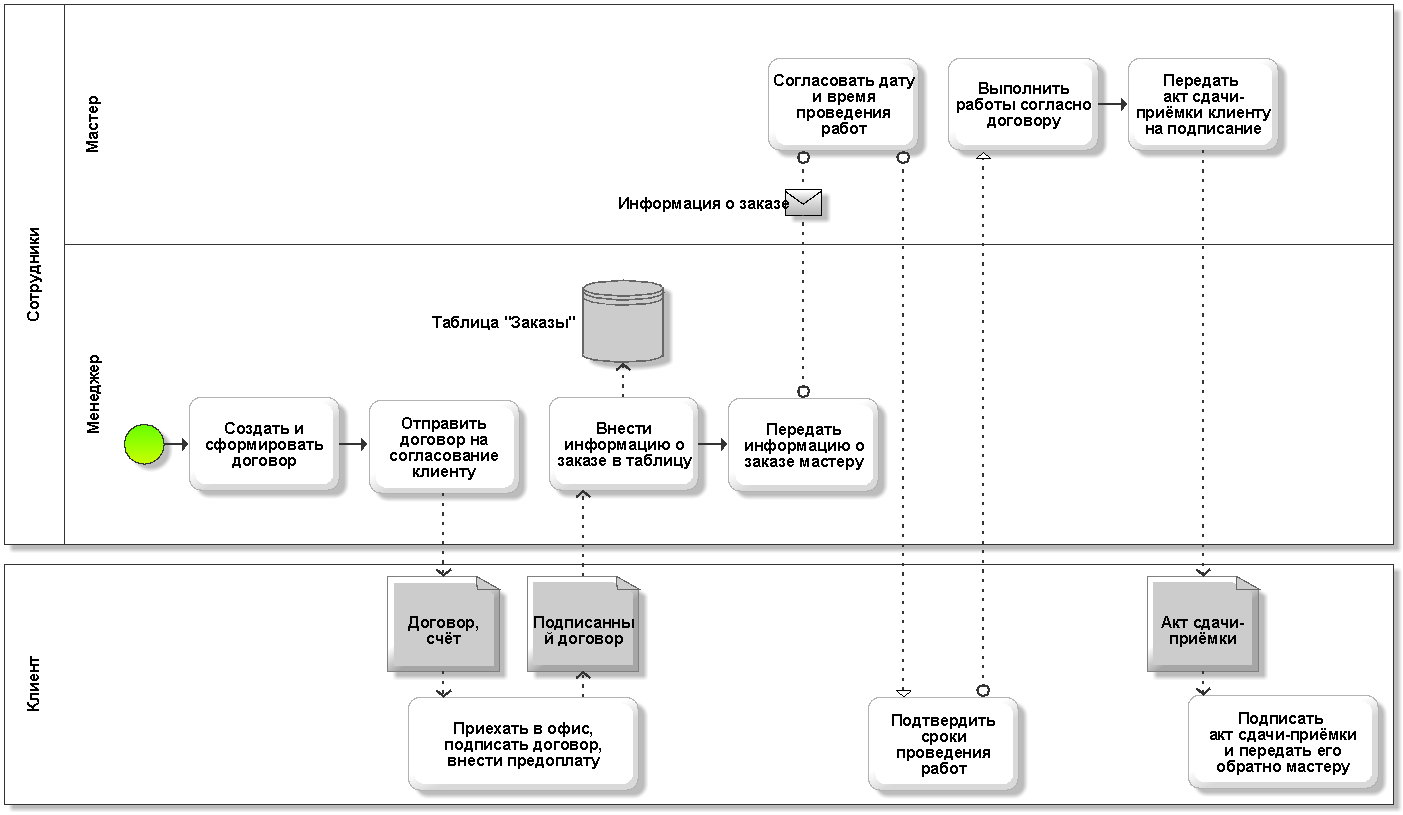 Сотрудники
Мастер
Согласовать дату
и время
проведения
работ
Выполнить
работы согласно
договору
Передать
акт сдачи-
приёмки клиенту
на подписание
Информация о заказе
Менеджер
Таблица "Заказы"
Создать и
сформировать
договор
Отправить
договор на
согласование
клиенту
Внести
информацию о
заказе в таблицу
Передать
информацию о
заказе мастеру
Клиент
Договор,
счёт
Подписанны
й договор
Акт сдачи-
приёмки
Приехать в офис,
подписать договор,
внести предоплату
Подтвердить
сроки
проведения
работ
Подписать
акт сдачи-приёмки
и передать его
обратно мастеру